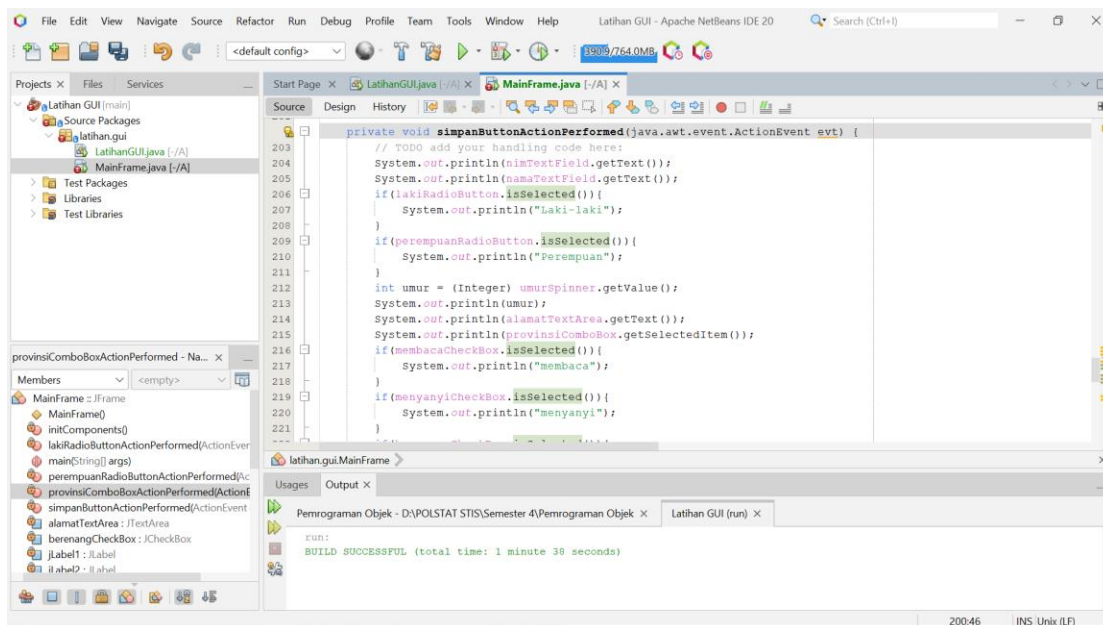 File Edit View Navigate Source Refactor Run Debug Profile Team Tools Window Help Latihan GUI - Apache NetBeans IDE 20 Search (Ctrl+I)
<default config> 390.9/764.0MB
Projects Files Services
Latihan GUI [main]
Source Packages
latihan.gui
LatihanGUI.java [-/A]
MainFrame.java [-/A]
Test Packages
Libraries
Test Libraries
provinsiComboBoxActionPerformed - Na...
Members <empty>
MainFrame :: JFrame
MainFrame()
initComponents()
lakiRadioButtonActionPerformed(ActionEven
main(String[] args)
perempuanRadioButtonActionPerformed(Ac
provinsiComboBoxActionPerformed(ActionE
simpanButtonActionPerformed(ActionEvent
alamatTextArea : JTextArea
berenangCheckBox : JCheckBox
jLabel1 : JLabel
jLabel2 : JLabel
Start Page LatihanGUI.java [-/A] MainFrame.java [-/A]
Source Design History
private void simpanButtonActionPerformed(java.awt.event.ActionEvent evt) {
203 // TODO add your handling code here:
204 System.out.println(nimTextField.getText());
205 System.out.println(namaTextField.getText());
206 if(lakiRadioButton.isSelected()){
207 System.out.println("Laki-laki");
208 }
209 if(perempuanRadioButton.isSelected()){
210 System.out.println("Perempuan");
211 }
212 int umur = (Integer) umurSpinner.getValue();
213 System.out.println(umur);
214 System.out.println(alamatTextArea.getText());
215 System.out.println(provinsiComboBox.getSelectedItem());
216 if(membacaCheckBox.isSelected()){
217 System.out.println("membaca");
218 }
219 if(menyanyiCheckBox.isSelected()){
220 System.out.println("menyanyi");
221 }
latihan.gui.MainFrame
Usages Output
Pemrograman Objek - D:\POLSTAT STIS\Semester 4\Pemrograman Objek Latihan GUI (run)
run:
BUILD SUCCESSFUL (total time: 1 minute 38 seconds)
200:46 INS Unix (LF)